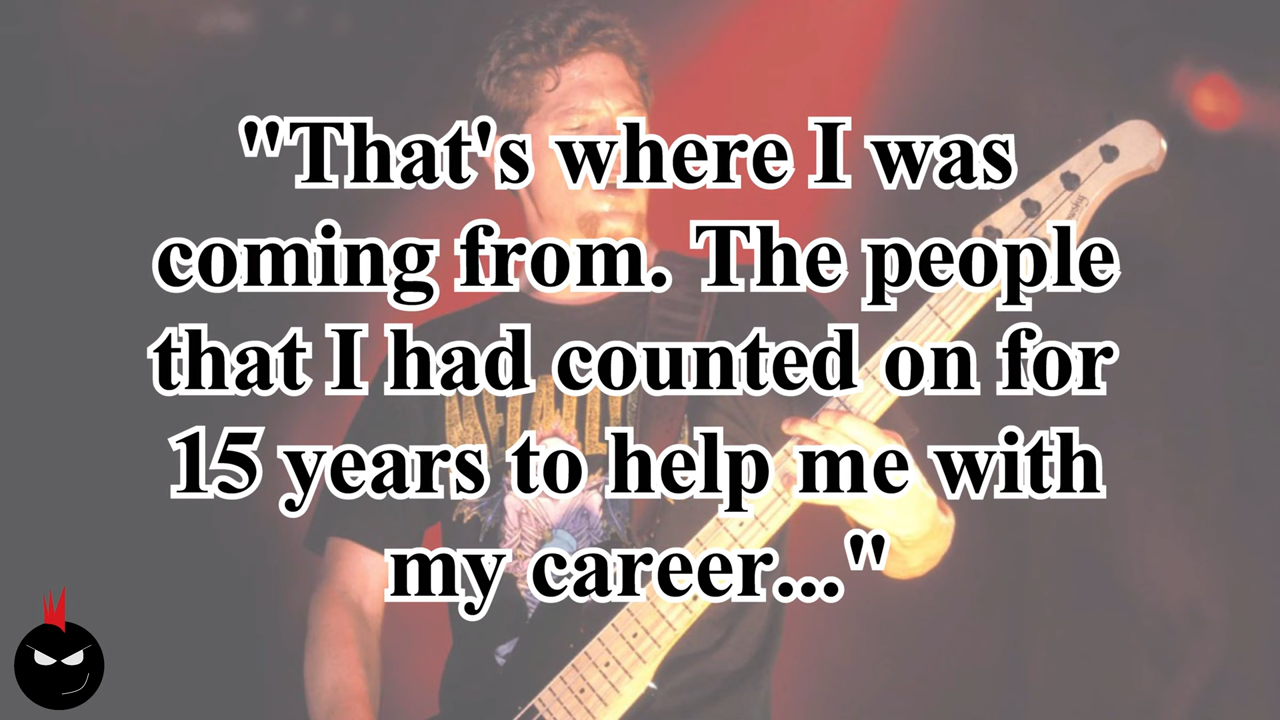 "That's where I was
coming from. The people
that I had counted on for
15 years to help me with
my career..."